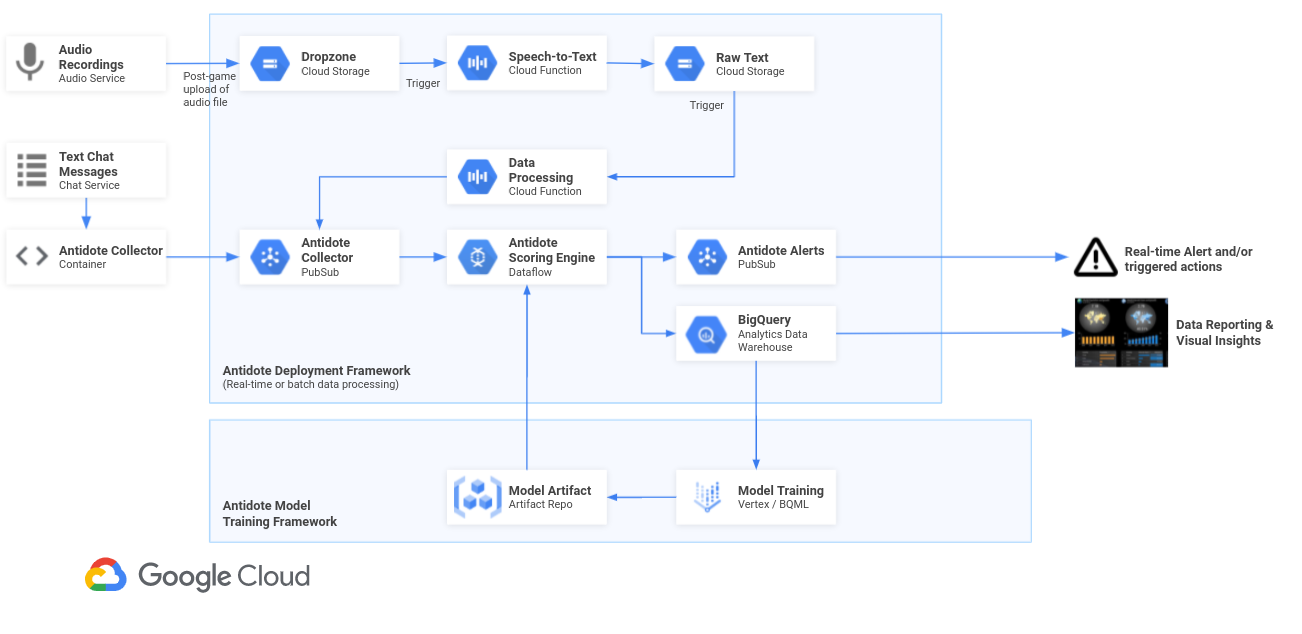 Audio
Recordings
Audio Service
Post-game
upload of
audio file
Dropzone
Cloud Storage
Trigger
Speech-to-Text
Cloud Function
Raw Text
Cloud Storage
Trigger
Text Chat
Messages
Chat Service
Data
Processing
Cloud Function
Antidote Collector
Container
Antidote
Collector
PubSub
Antidote
Scoring Engine
Dataflow
Antidote Alerts
PubSub
Real-time Alert and/or
triggered actions
BigQuery
Analytics Data
Warehouse
Data Reporting &
Visual Insights
Antidote Deployment Framework
(Real-time or batch data processing)
Model Artifact
Artifact Repo
Model Training
Vertex / BQML
Antidote Model
Training Framework
Google Cloud